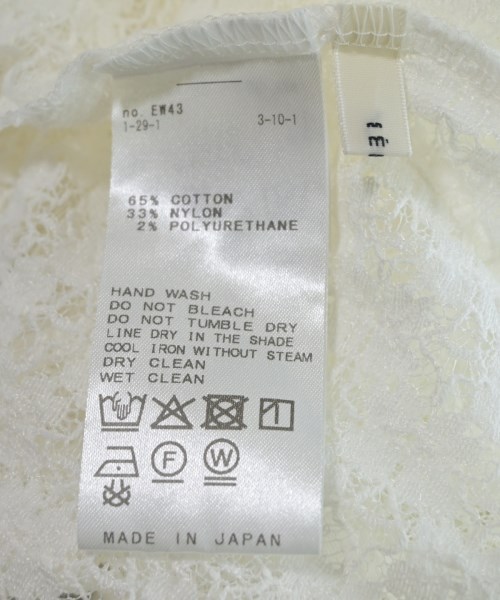 no. EW43
1-29-1 3-10-1
65% COTTON
33% NYLON
2% POLYURETHANE
HAND WASH
DO NOT BLEACH
DO NOT TUMBLE DRY
LINE DRY IN THE SHADE
COOL IRON WITHOUT STEAM
DRY CLEAN
WET CLEAN
F W
MADE IN JAPAN